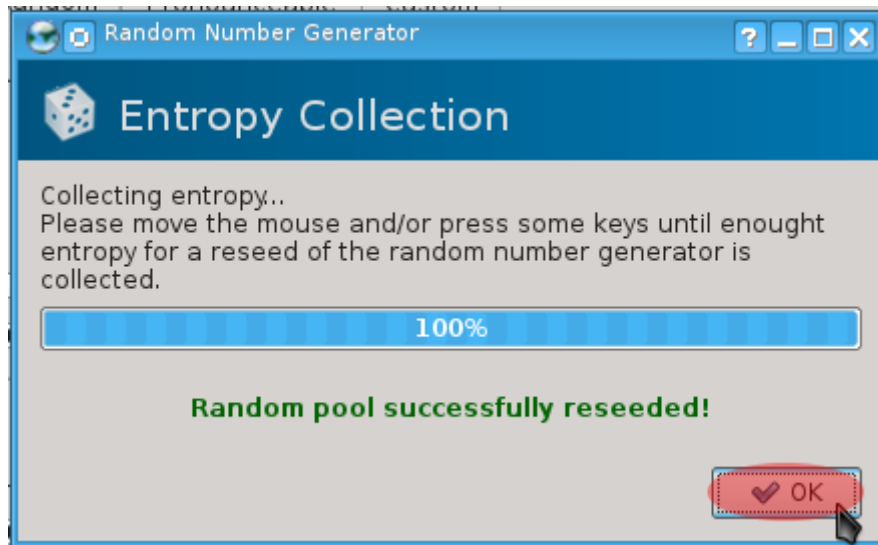 Random Number Generator
Entropy Collection
Collecting entropy...
Please move the mouse and/or press some keys until enought
entropy for a reseed of the random number generator is
collected.
100%
Random pool successfully reseeded!
OK